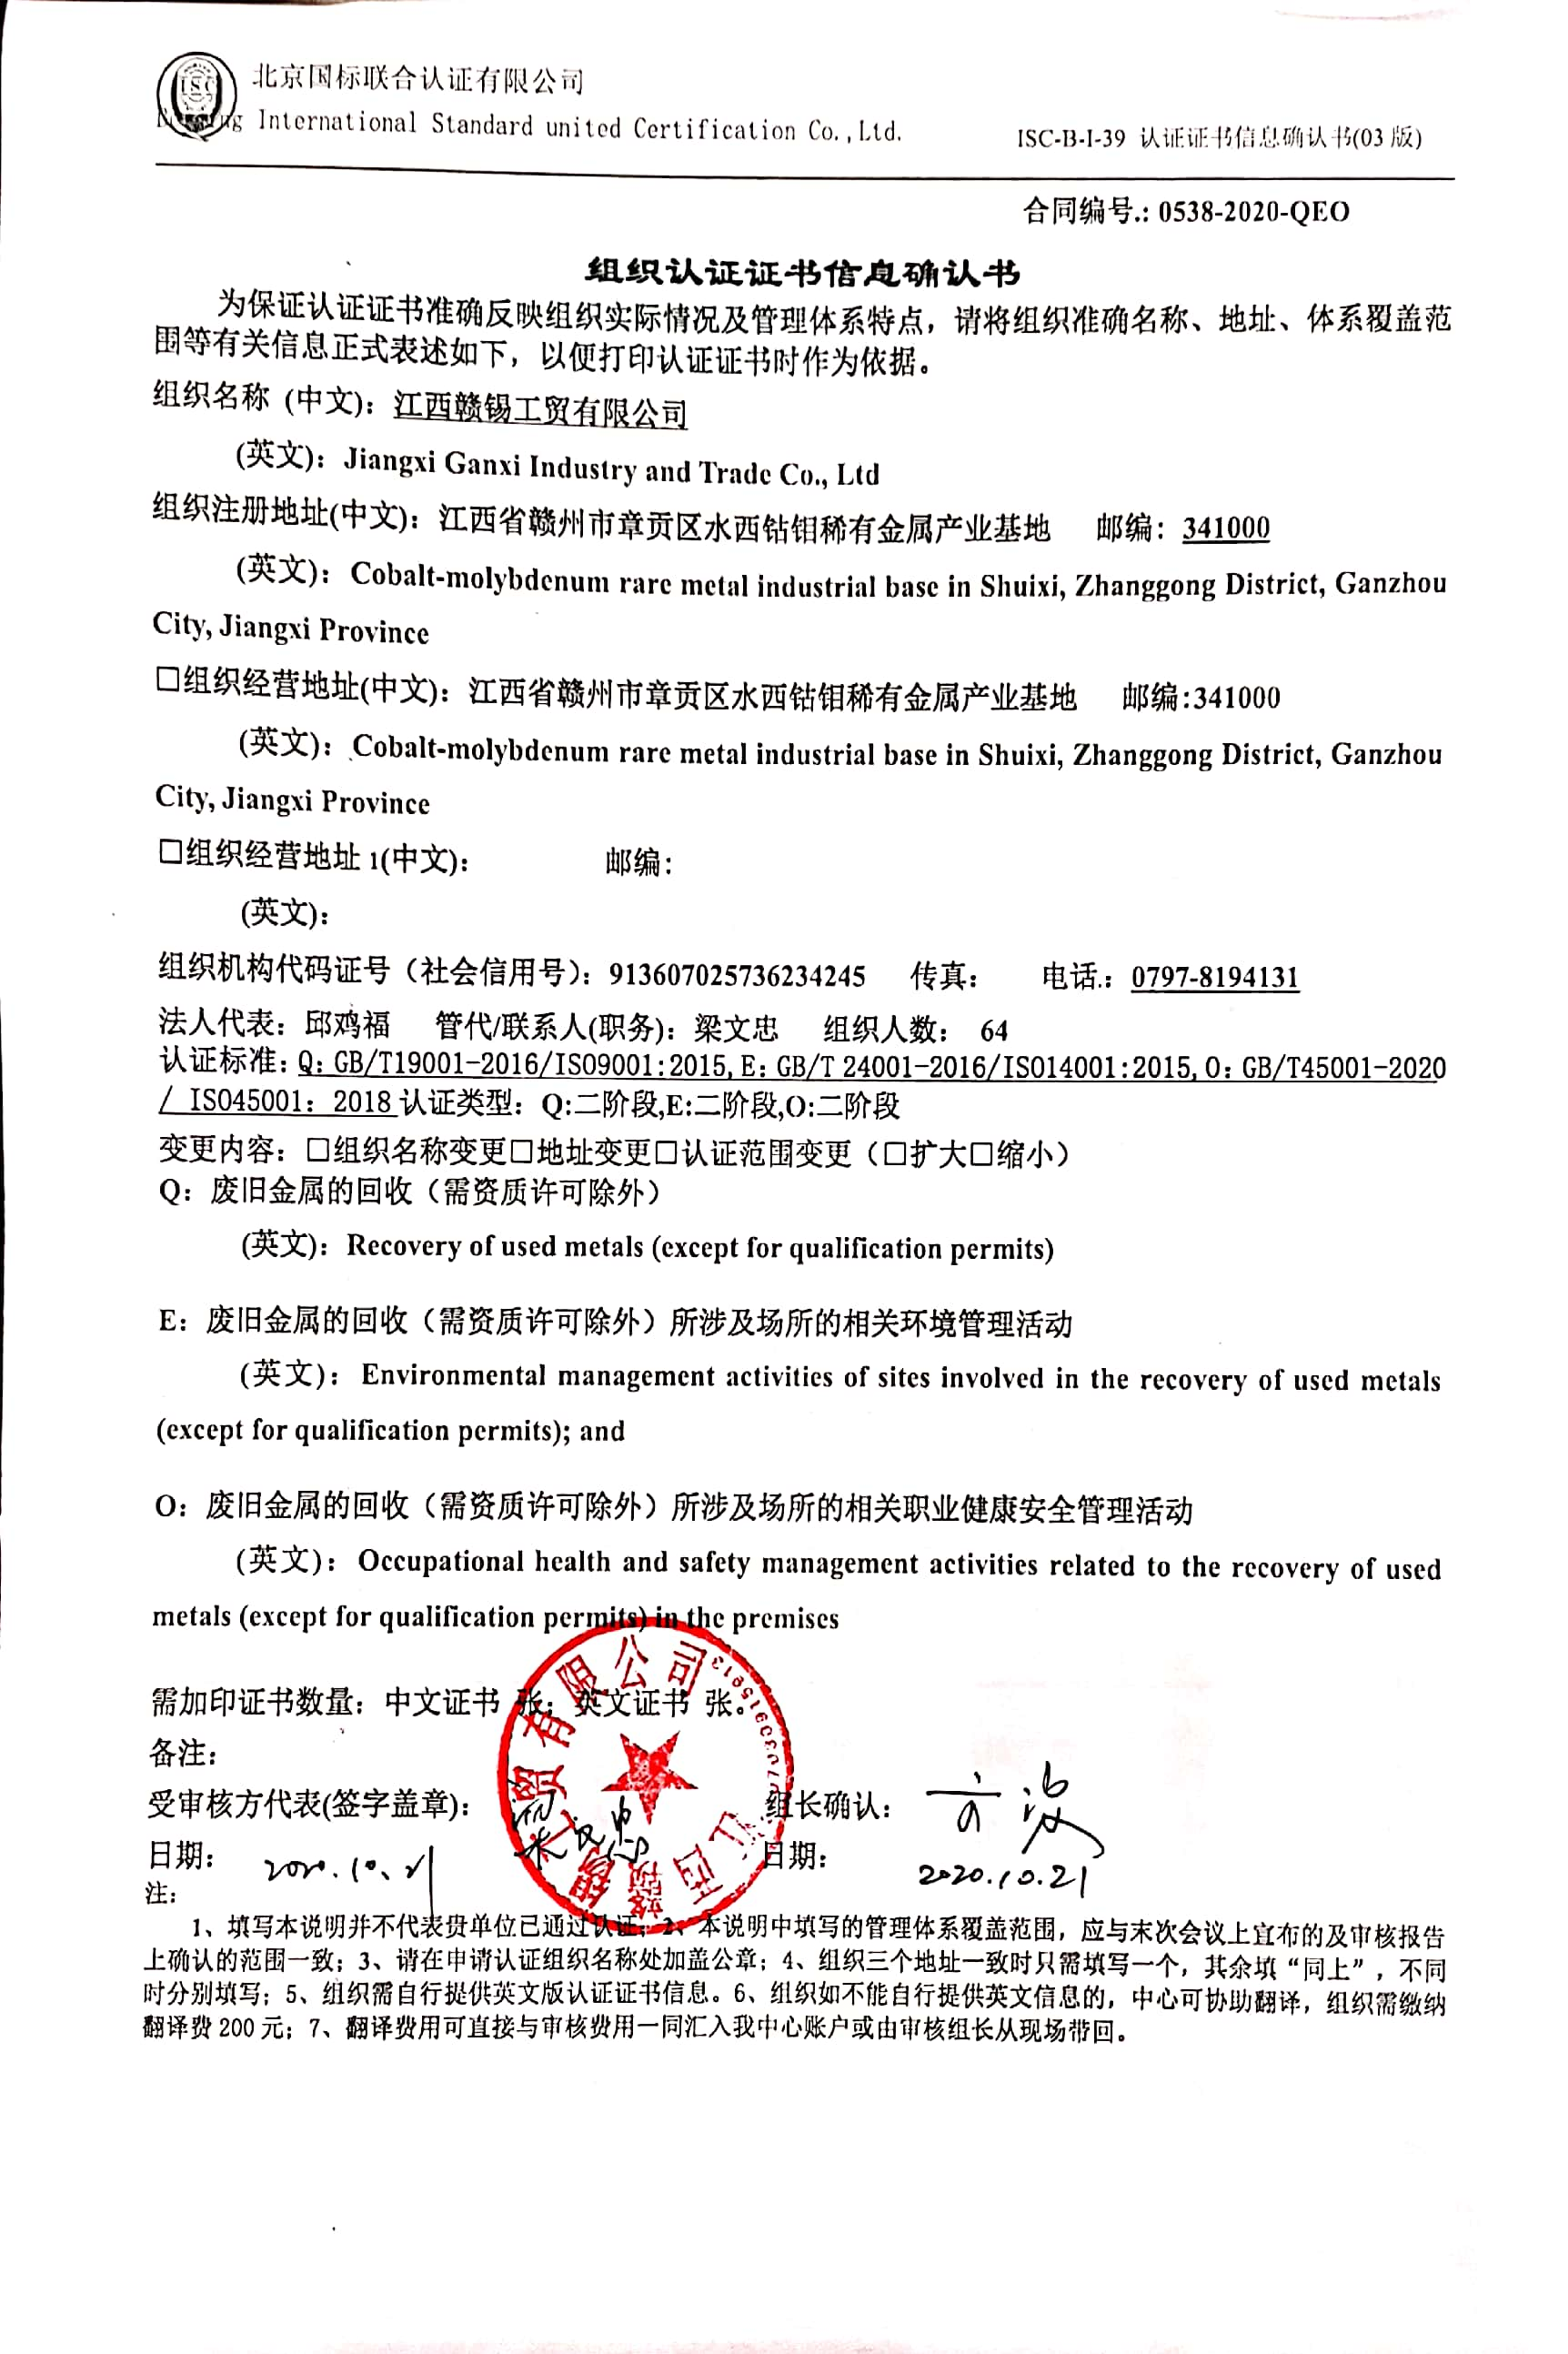 ISC
北京国标联合认证有限公司
International Standard united Certification Co.,Ltd.
ISC-B-I-39 认证证书信息确认书(03 版)
合同编号.: 0538-2020-QEO
组织认证证书信息确认书
为保证认证证书准确反映组织实际情况及管理体系特点，请将组织准确名称、地址、体系覆盖范
围等有关信息正式表述如下，以便打印认证证书时作为依据。
组织名称 (中文)：江西赣锡工贸有限公司
(英文)：Jiangxi Ganxi Industry and Trade Co., Ltd
组织注册地址(中文)：江西省赣州市章贡区水西钴钼稀有金属产业基地 邮编：341000
(英文)：Cobalt-molybdenum rare metal industrial base in Shuixi, Zhanggong District, Ganzhou
City, Jiangxi Province
□组织经营地址(中文)：江西省赣州市章贡区水西钴钼稀有金属产业基地 邮编:341000
(英文)：Cobalt-molybdenum rare metal industrial base in Shuixi, Zhanggong District, Ganzhou
City, Jiangxi Province
□组织经营地址 1(中文)： 邮编：
(英文)：
组织机构代码证号（社会信用号)：913607025736234245 传真： 电话.：0797-8194131
法人代表：邱鸡福 管代/联系人(职务)：梁文忠 组织人数： 64
认证标准：Q：GB/T19001-2016/ISO9001:2015,E：GB/T 24001-2016/ISO14001:2015,O：GB/T45001-2020
/ ISO45001：2018 认证类型：Q:二阶段,E:二阶段,O:二阶段
变更内容：□组织名称变更□地址变更□认证范围变更（□扩大□缩小）
Q：废旧金属的回收（需资质许可除外）
(英文)：Recovery of used metals (except for qualification permits)
E：废旧金属的回收（需资质许可除外）所涉及场所的相关环境管理活动
(英文)：Environmental management activities of sites involved in the recovery of used metals
(except for qualification permits); and
O：废旧金属的回收（需资质许可除外）所涉及场所的相关职业健康安全管理活动
(英文)：Occupational health and safety management activities related to the recovery of used
metals (except for qualification permits) in the premises
需加印证书数量：中文证书 张；英文证书 张。
备注：
受审核方代表(签字盖章)：梁文忠 组长确认：
日期：2020.10.21 日期：2020.10.21
江西赣锡工贸有限公司
注：
1、填写本说明并不代表贵单位已通过认证；2、本说明中填写的管理体系覆盖范围，应与末次会议上宣布的及审核报告
上确认的范围一致；3、请在申请认证组织名称处加盖公章；4、组织三个地址一致时只需填写一个，其余填“同上”，不同
时分别填写；5、组织需自行提供英文版认证证书信息。6、组织如不能自行提供英文信息的，中心可协助翻译，组织需缴纳
翻译费 200 元；7、翻译费用可直接与审核费用一同汇入我中心账户或由审核组长从现场带回。